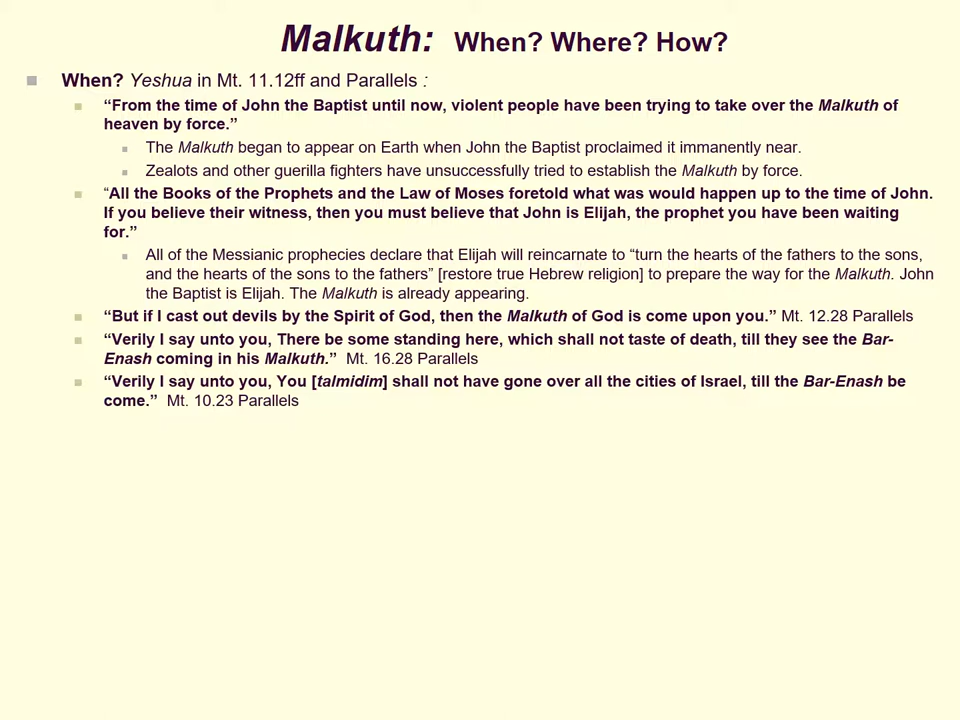 Malkuth: When? Where? How?
When? Yeshua in Mt. 11.12ff and Parallels :
“From the time of John the Baptist until now, violent people have been trying to take over the Malkuth of
heaven by force.”
The Malkuth began to appear on Earth when John the Baptist proclaimed it immanently near.
Zealots and other guerilla fighters have unsuccessfully tried to establish the Malkuth by force.
“All the Books of the Prophets and the Law of Moses foretold what was would happen up to the time of John.
If you believe their witness, then you must believe that John is Elijah, the prophet you have been waiting
for.”
All of the Messianic prophecies declare that Elijah will reincarnate to “turn the hearts of the fathers to the sons,
and the hearts of the sons to the fathers” [restore true Hebrew religion] to prepare the way for the Malkuth. John
the Baptist is Elijah. The Malkuth is already appearing.
“But if I cast out devils by the Spirit of God, then the Malkuth of God is come upon you.” Mt. 12.28 Parallels
“Verily I say unto you, There be some standing here, which shall not taste of death, till they see the Bar-
Enash coming in his Malkuth.” Mt. 16.28 Parallels
“Verily I say unto you, You [talmidim] shall not have gone over all the cities of Israel, till the Bar-Enash be
come.” Mt. 10.23 Parallels